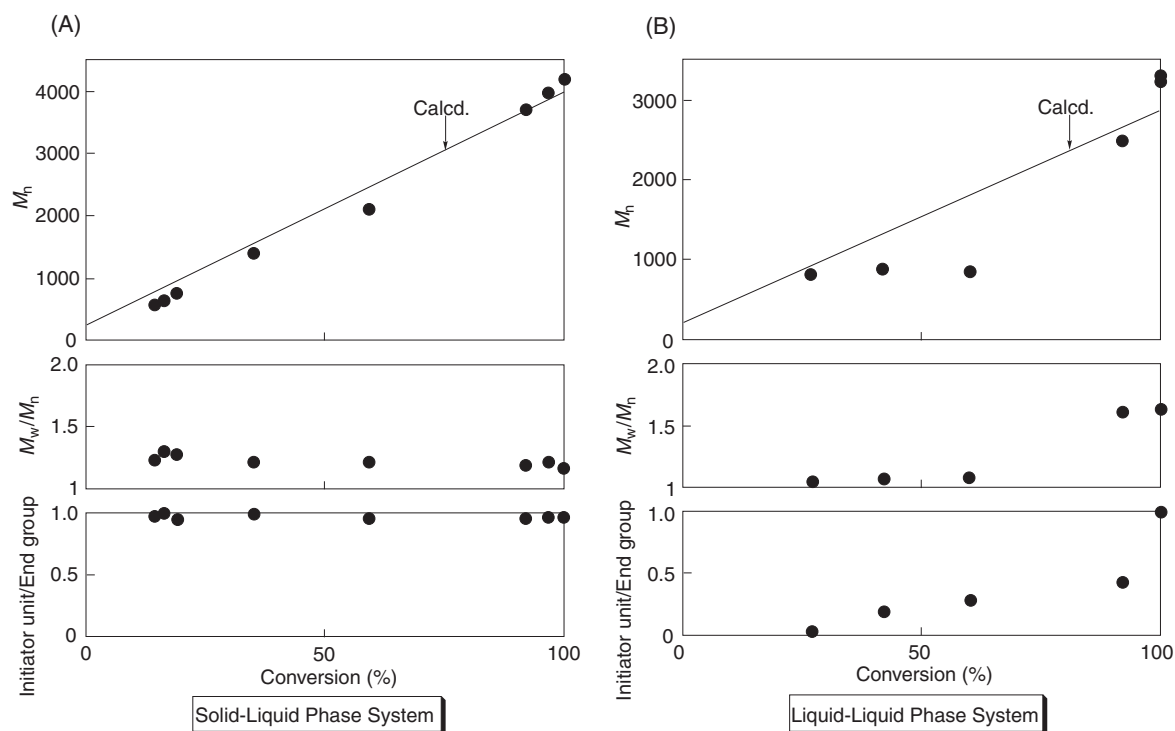 (A)
4000
3000
2000
1000
0
Mn
Calcd.
2.0
1.5
1
Mw/Mn
1.0
0.5
0
Initiator unit/End group
0
50
100
Conversion (%)
Solid-Liquid Phase System
(B)
3000
2000
1000
0
Mn
Calcd.
2.0
1.5
1
Mw/Mn
1.0
0.5
0
Initiator unit/End group
0
50
100
Conversion (%)
Liquid-Liquid Phase System